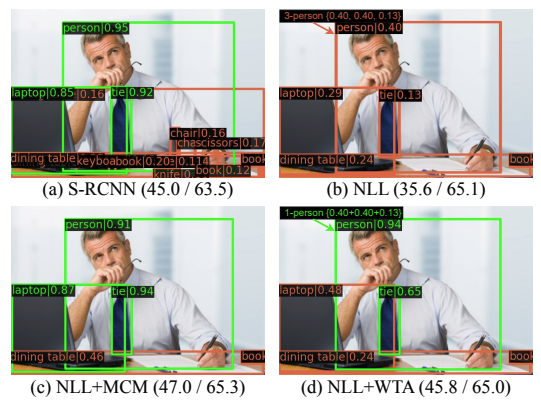 person|0.95
laptop|0.85
0.16
tie|0.92
chair|0.16
scissors|0.17
dining table
book|0.20
0.114
book
knife|0.
book|0.12
(a) S-RCNN (45.0 / 63.5)
3-person {0.40, 0.40, 0.13}
person|0.40
laptop|0.29
tie|0.13
dining table|0.24
book
(b) NLL (35.6 / 65.1)
person|0.91
laptop|0.87
tie|0.94
dining table|0.46
book
(c) NLL+MCM (47.0 / 65.3)
1-person {0.40+0.40+0.13}
person|0.94
laptop|0.48
tie|0.65
dining table|0.24
book
(d) NLL+WTA (45.8 / 65.0)